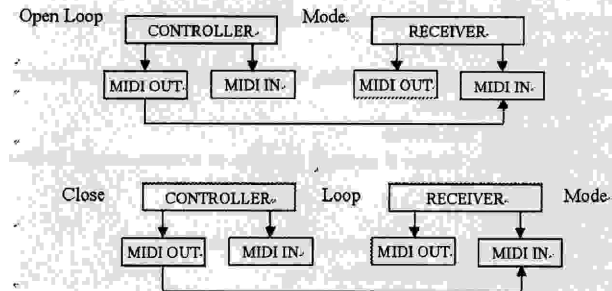 Open Loop CONTROLLER Mode RECEIVER
MIDI OUT MIDI IN MIDI OUT MIDI IN
Close CONTROLLER Loop RECEIVER Mode
MIDI OUT MIDI IN MIDI OUT MIDI IN